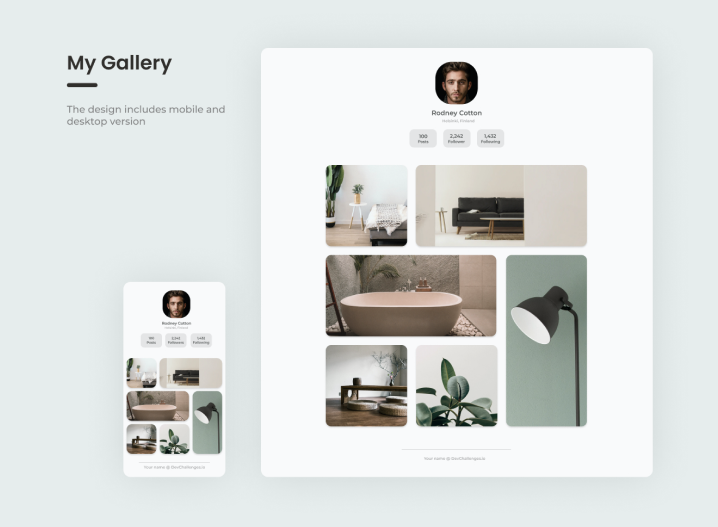 My Gallery
The design includes mobile and
desktop version
Rodney Cotton
Helsinki, Finland
100
Posts
2,242
Follower
1,432
Following
Your name @ DevChallenges.io
Rodney Cotton
Helsinki, Finland
100
Posts
2,242
Followers
1,432
Following
Your name @ DevChallenges.io